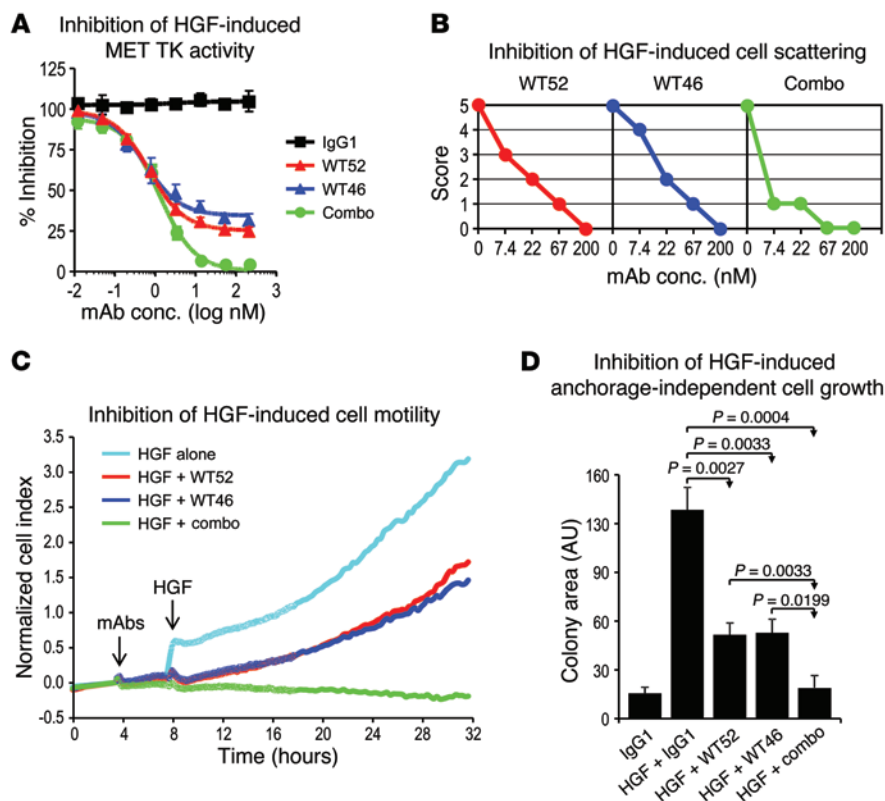 A
Inhibition of HGF-induced
MET TK activity
125
100
75
50
25
0
% Inhibition
-2
-1
0
1
2
3
mAb conc. (log nM)
IgG1
WT52
WT46
Combo
B
Inhibition of HGF-induced cell scattering
WT52
WT46
Combo
5
4
3
2
1
0
Score
0 7.4 22 67 200
0 7.4 22 67 200
0 7.4 22 67 200
mAb conc. (nM)
C
Inhibition of HGF-induced cell motility
3.5
3.0
2.5
2.0
1.5
1.0
0.5
0.0
-0.5
Normalized cell index
HGF alone
HGF + WT52
HGF + WT46
HGF + combo
mAbs
HGF
0 4 8 12 16 20 24 28 32
Time (hours)
D
Inhibition of HGF-induced
anchorage-independent cell growth
P = 0.0004
P = 0.0033
P = 0.0027
P = 0.0033
P = 0.0199
160
130
90
60
30
0
Colony area (AU)
IgG1
HGF + IgG1
HGF + WT52
HGF + WT46
HGF + combo